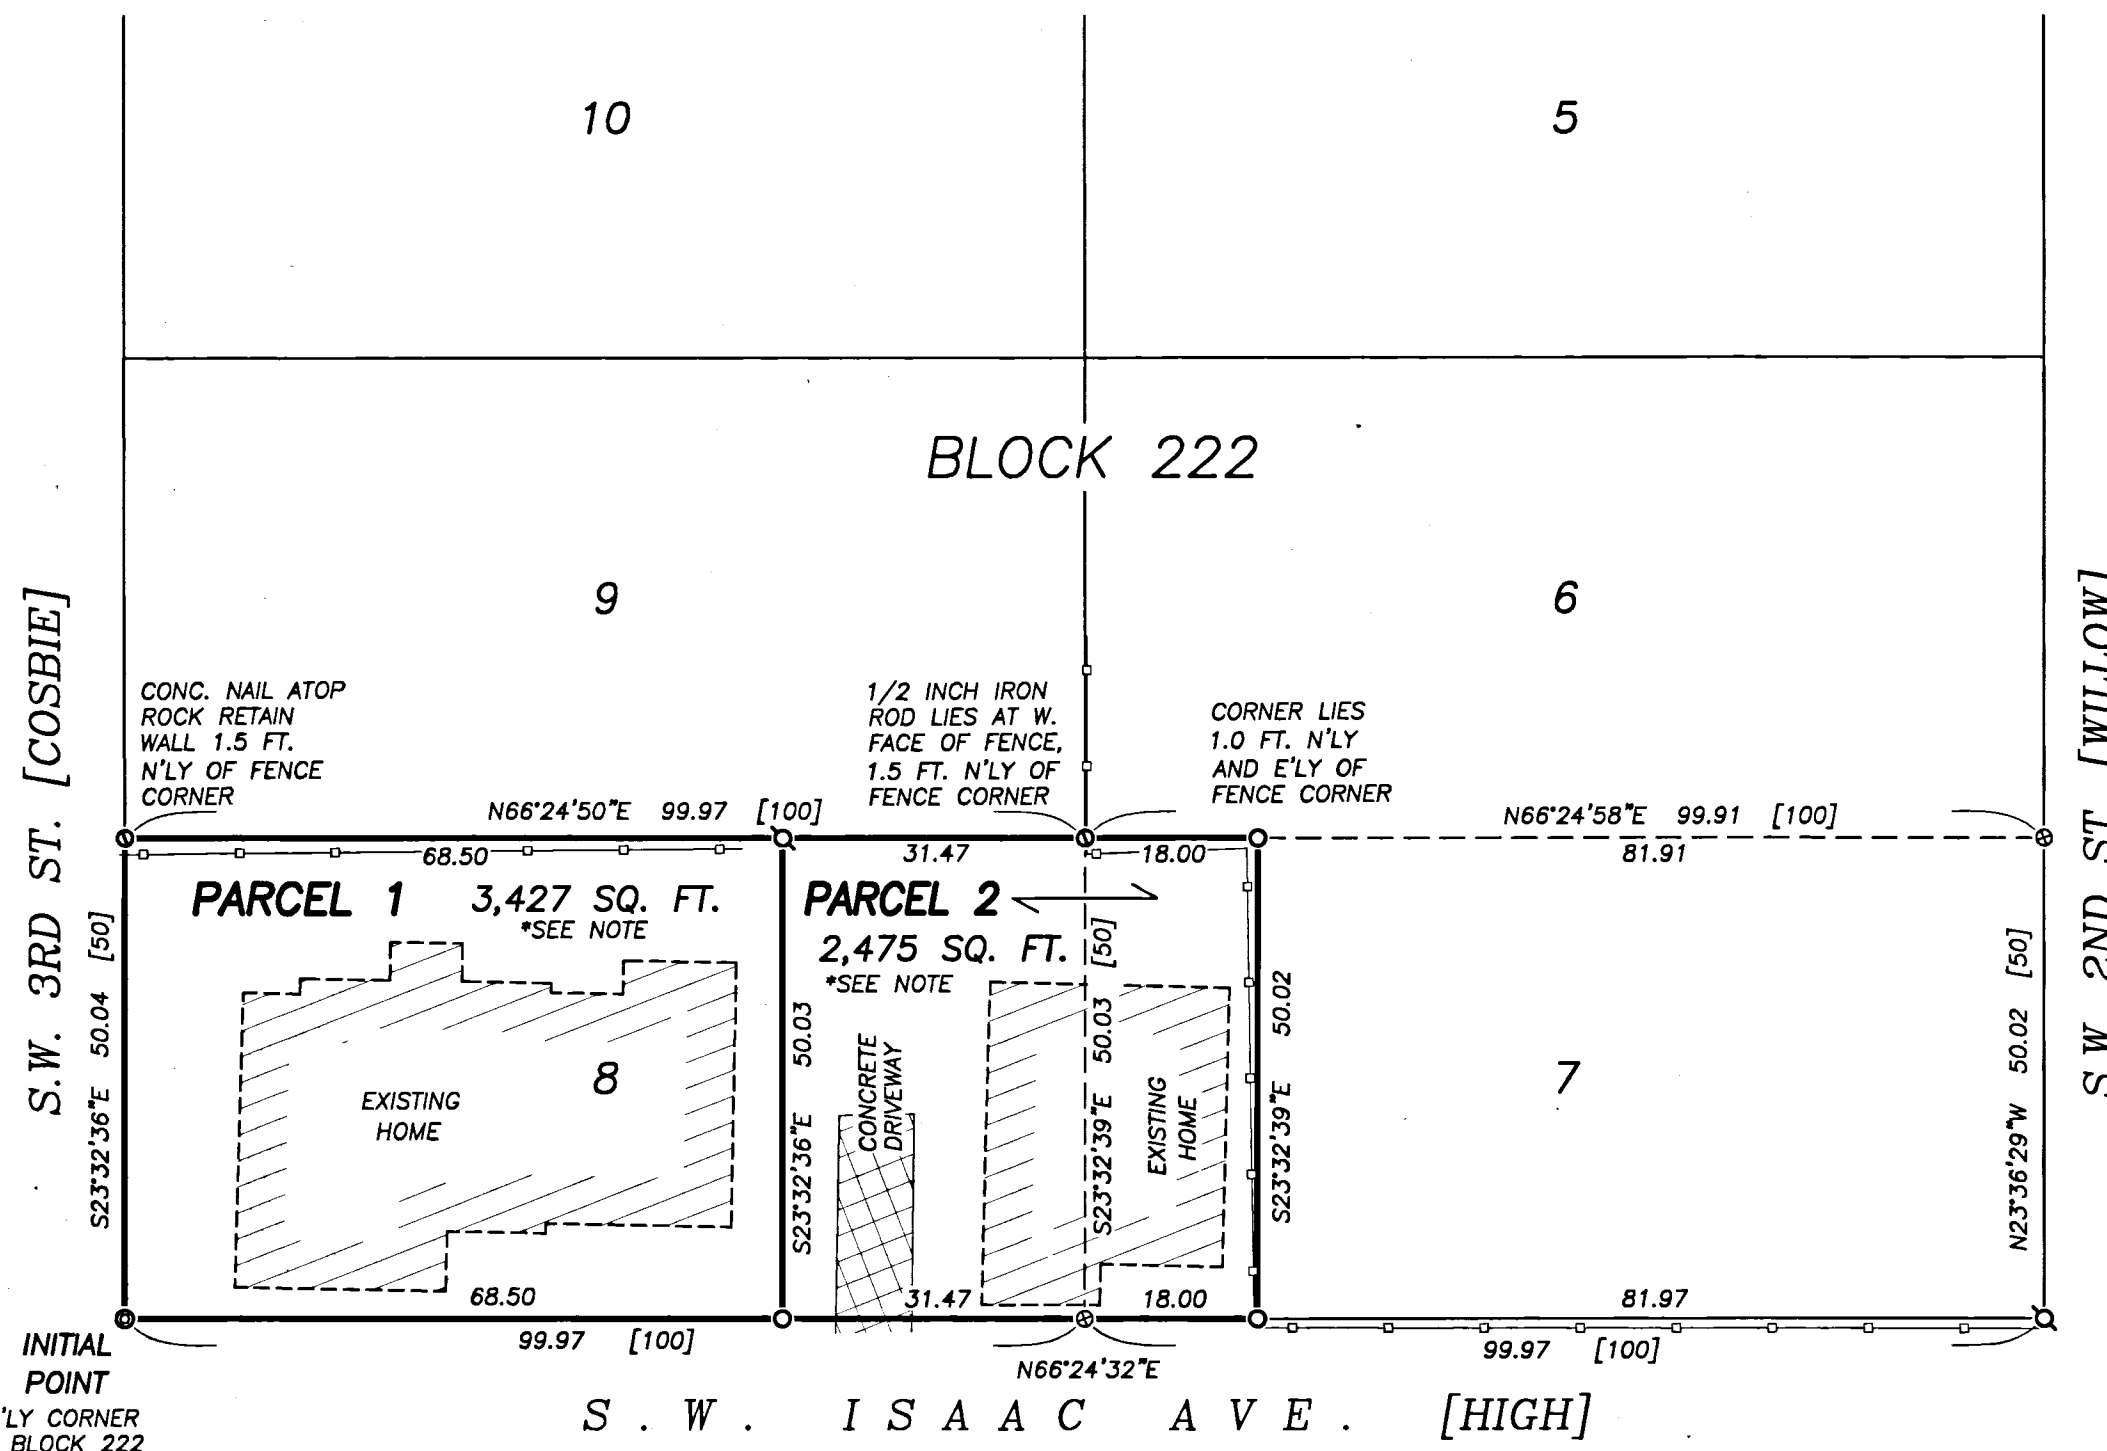 10
5
BLOCK 222
9
6
S.W. 3RD ST. [COSBIE]
S.W. 2ND ST. [WILLOW]
CONC. NAIL ATOP
ROCK RETAIN
WALL 1.5 FT.
N'LY OF FENCE
CORNER
1/2 INCH IRON
ROD LIES AT W.
FACE OF FENCE,
1.5 FT. N'LY OF
FENCE CORNER
CORNER LIES
1.0 FT. N'LY
AND E'LY OF
FENCE CORNER
N66°24'50"E 99.97 [100]
N66°24'58"E 99.91 [100]
68.50
31.47
18.00
81.91
PARCEL 1 3,427 SQ. FT.
*SEE NOTE
PARCEL 2
2,475 SQ. FT.
*SEE NOTE
S23°32'36"E 50.04 [50]
S23°32'36"E 50.03
S23°32'39"E 50.03 [50]
S23°32'39"E 50.02
N23°36'29"W 50.02 [50]
EXISTING
HOME
8
CONCRETE
DRIVEWAY
EXISTING
HOME
7
68.50
31.47
18.00
81.97
99.97 [100]
99.97 [100]
N66°24'32"E
INITIAL
POINT
'LY CORNER
BLOCK 222
S.W. ISAAC AVE. [HIGH]